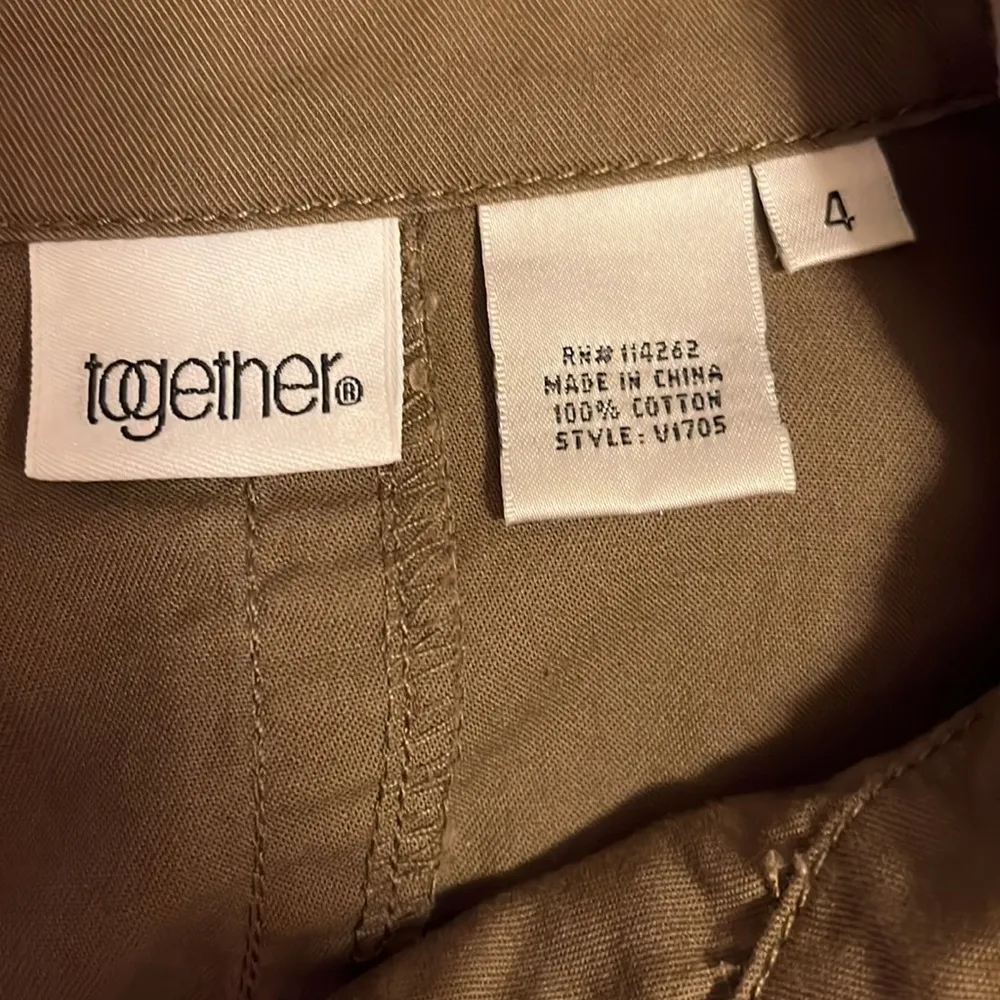 together®
RN# 114262
MADE IN CHINA
100% COTTON
STYLE: V1705
4